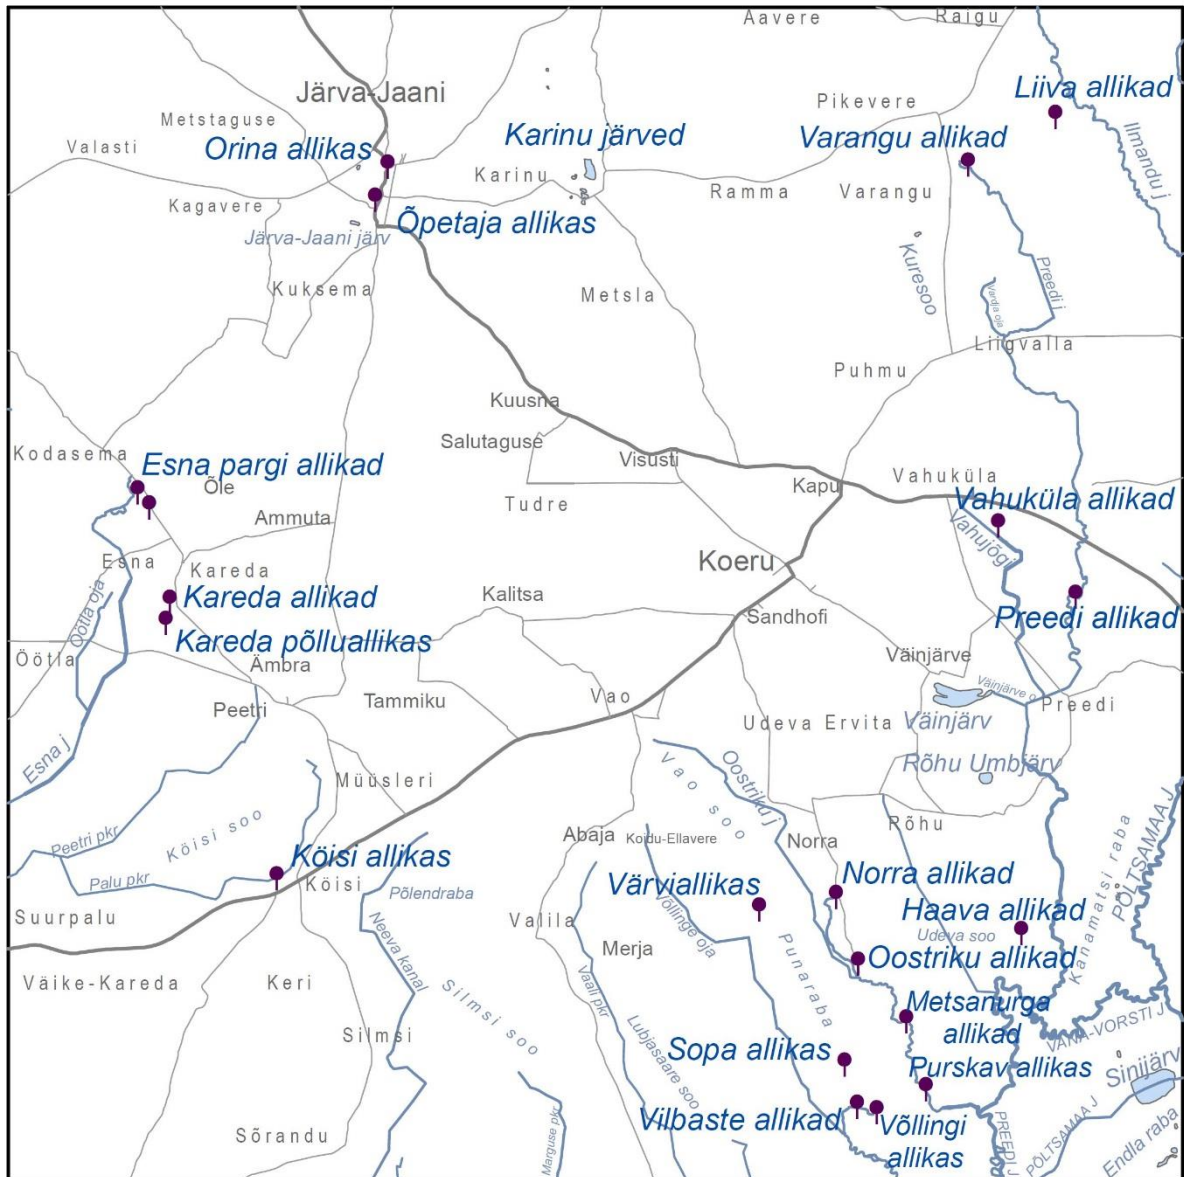 Aavere
Raigu
Järva-Jaani
Liiva allikad
Pikevere
Metstaguse
Valasti
Orina allikas
Karinu järved
Varangu allikad
Ilmandu j
Karinu
Ramma
Varangu
Kagavere
Õpetaja allikas
Järva-Jaani järv
Kuresoo
Preedi j
Kuksema
Metsla
Vardja oja
Liigvalla
Puhmu
Kuusna
Salutaguse
Kodasema
Esna pargi allikad
Visusti
Õle
Kapu
Vahuküla
Vahuküla allikad
Tudre
Ammuta
Vahujõgi
Esna
Kareda
Koeru
Kareda allikad
Kalitsa
Öötla oja
Sandhofi
Preedi allikad
Kareda põlluallikas
Öötla
Ämbra
Väinjärve
Väinjärve o
Tammiku
Vao
Peetri
Udeva
Ervita
Väinjärv
Preedi
Esna j
Müüsleri
Vao soo
Oostriku j
Rõhu Umbjärv
Peetri pkr
Köisi soo
Abaja
Koidu-Ellavere
Norra
Rõhu
Kanamatsi raba
PÕLTSAMAA J
Köisi allikas
Palu pkr
Köisi
Põlendraba
Värviallikas
Norra allikad
Suurpalu
Valila
Võllinge oja
Haava allikad
Udeva soo
Merja
Neeva kanal
Punaraba
Oostriku allikad
Väike-Kareda
Keri
Silmsi soo
Vaali pkr
Metsanurga
allikad
Silmsi
Lubjasaare soo
VANA-VORSTI J
Sopa allikas
Purskav allikas
Sinijärv
Vilbaste allikad
Võllingi
allikas
Sõrandu
Marguse pkr
PREEDI J
PÕLTSAMAA J
Endla raba